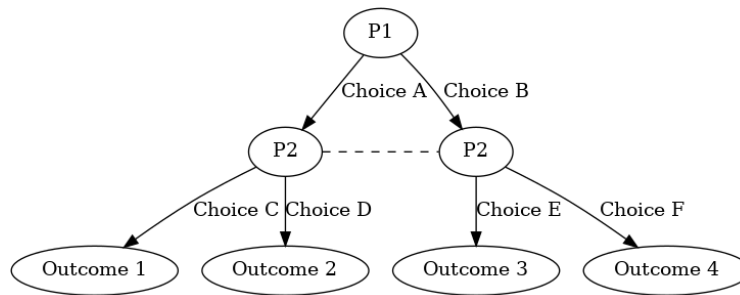 P1
Choice A
Choice B
P2
P2
Choice C
Choice D
Choice E
Choice F
Outcome 1
Outcome 2
Outcome 3
Outcome 4